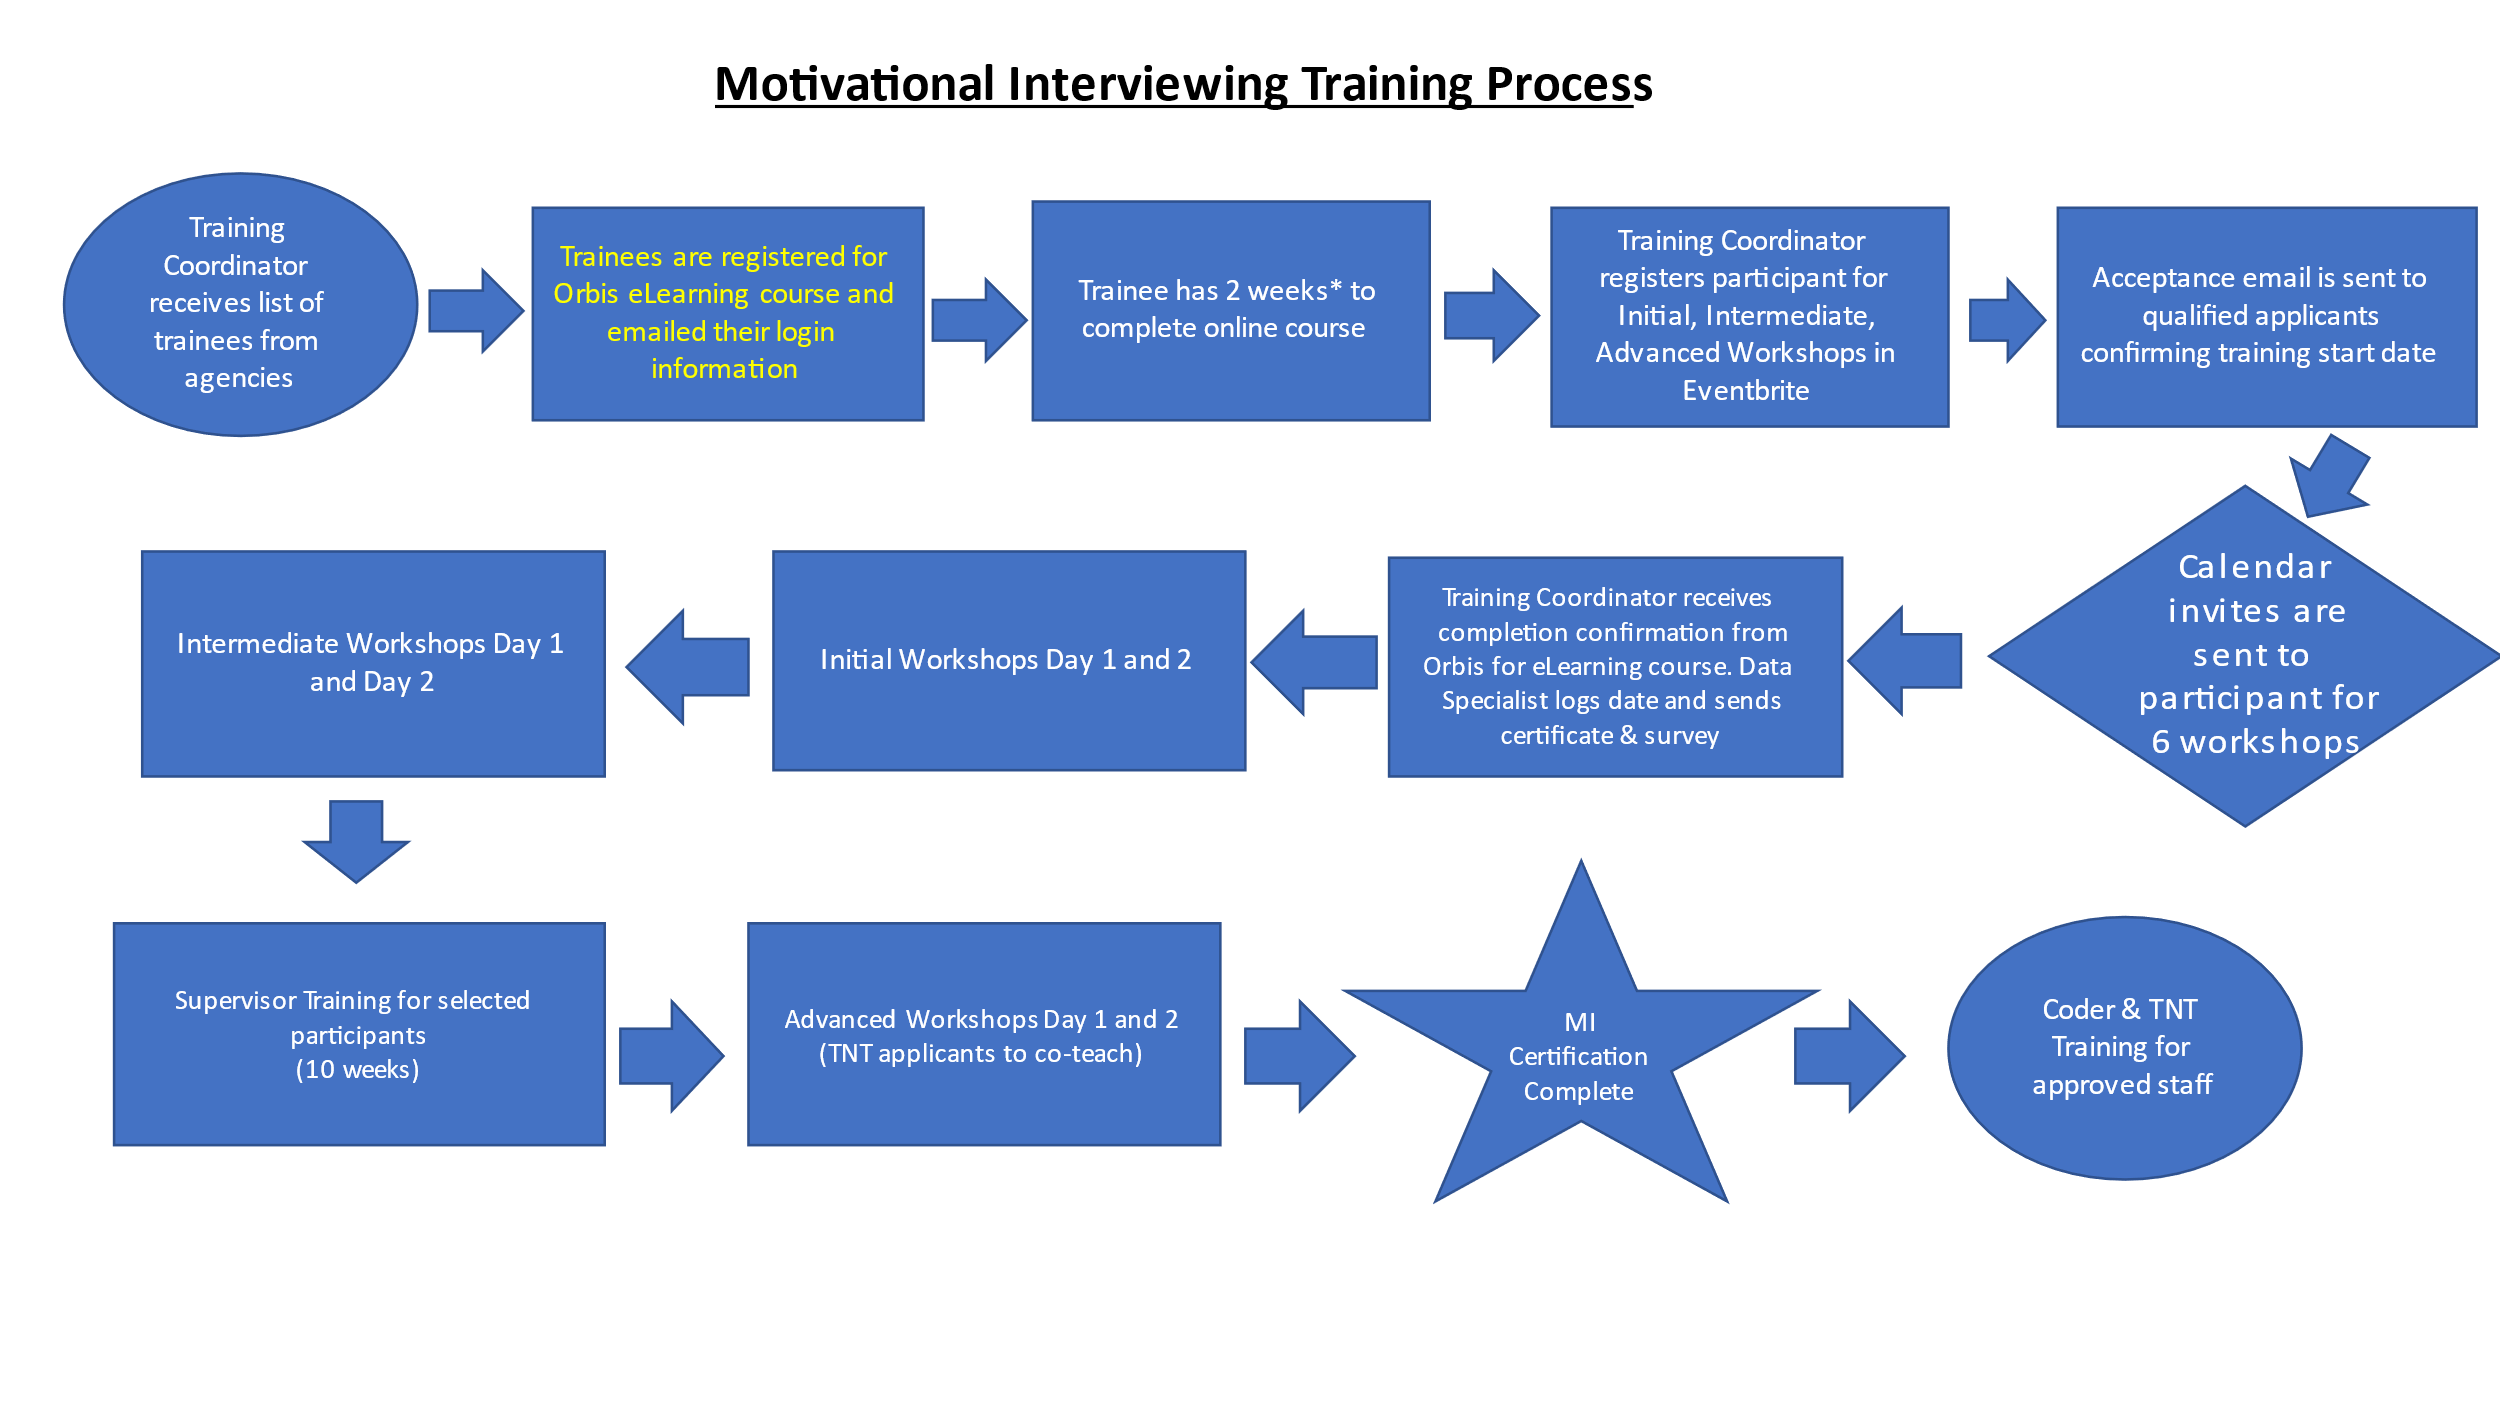 Motivational Interviewing Training Process
Training
Coordinator
receives list of
trainees from
agencies
Trainees are registered for
Orbis eLearning course and
emailed their login
information
Trainee has 2 weeks* to
complete online course
Training Coordinator
registers participant for
Initial, Intermediate,
Advanced Workshops in
Eventbrite
Acceptance email is sent to
qualified applicants
confirming training start date
Calendar
invites are
sent to
participant for
6 workshops
Training Coordinator receives
completion confirmation from
Orbis for eLearning course. Data
Specialist logs date and sends
certificate & survey
Initial Workshops Day 1 and 2
Intermediate Workshops Day 1
and Day 2
Supervisor Training for selected
participants
(10 weeks)
Advanced Workshops Day 1 and 2
(TNT applicants to co-teach)
MI
Certification
Complete
Coder & TNT
Training for
approved staff